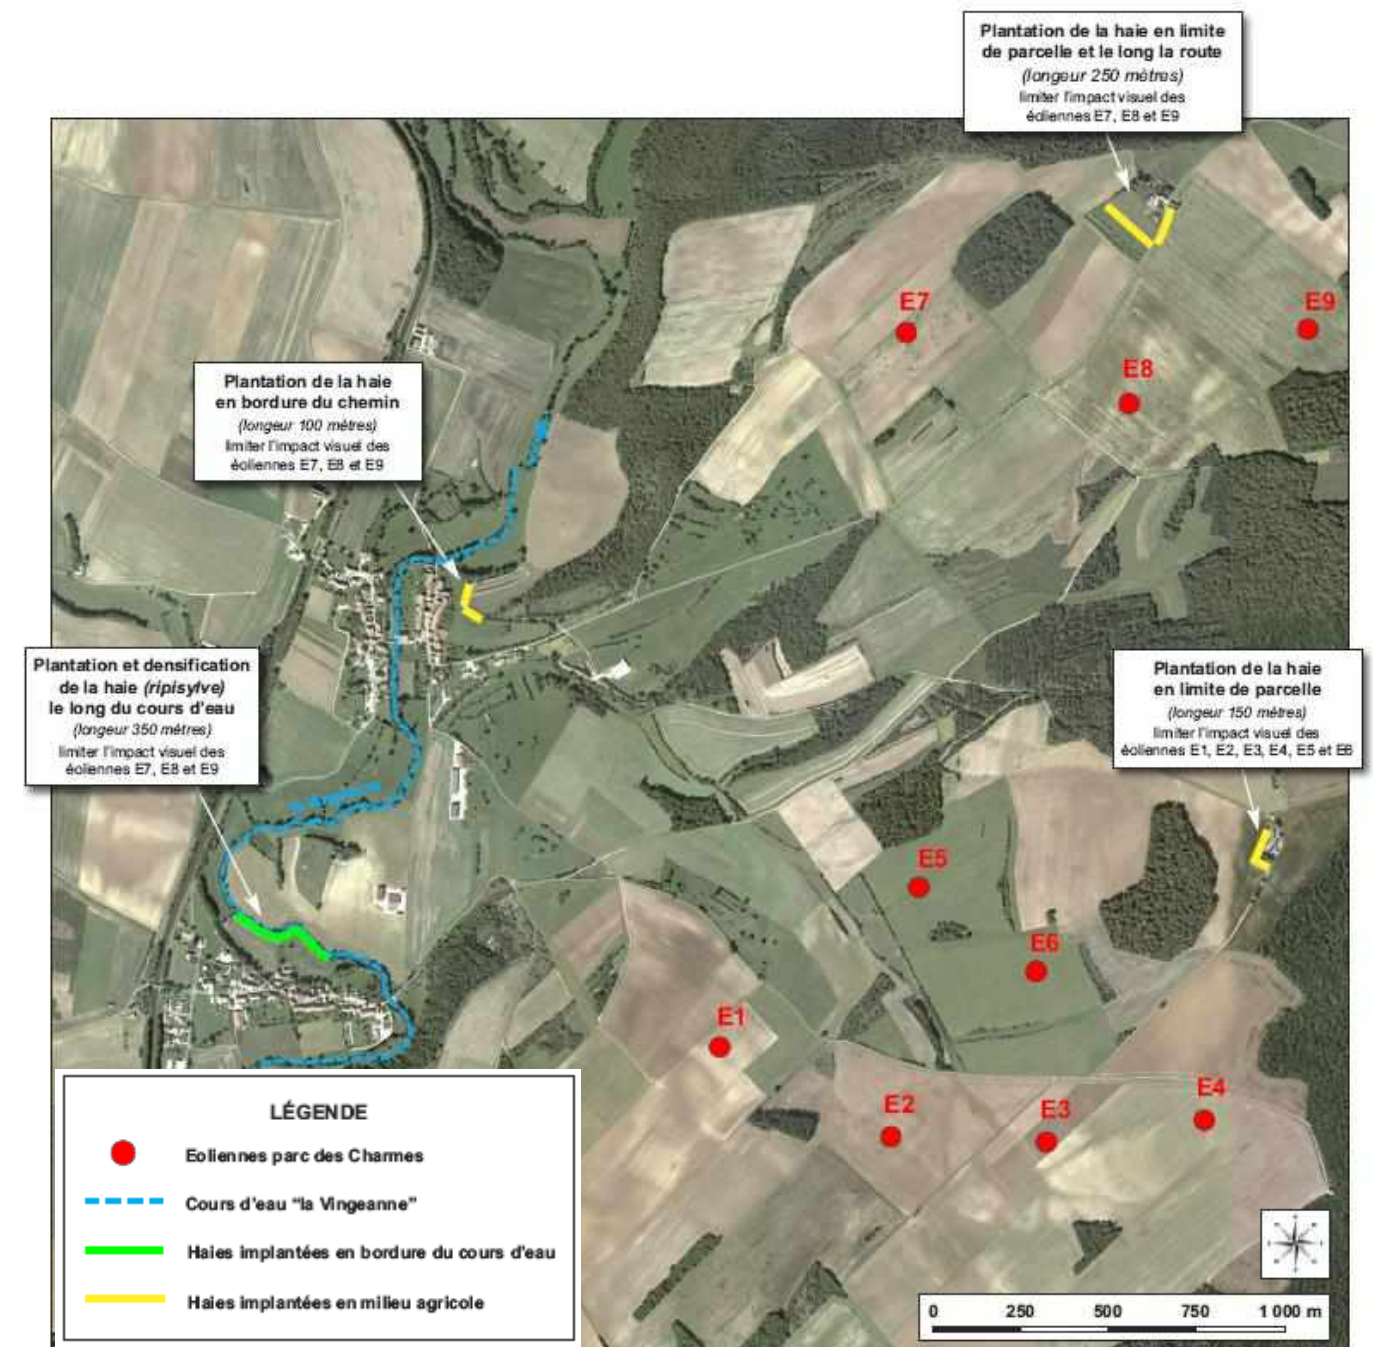 Plantation de la haie en limite
de parcelle et le long la route
(longeur 250 mètres)
limiter l'impact visuel des
éoliennes E7, E8 et E9
Plantation de la haie
en bordure du chemin
(longeur 100 mètres)
limiter l'impact visuel des
éoliennes E7, E8 et E9
Plantation et densification
de la haie (ripisylve)
le long du cours d'eau
(longeur 350 mètres)
limiter l'impact visuel des
éoliennes E7, E8 et E9
Plantation de la haie
en limite de parcelle
(longeur 150 mètres)
limiter l'impact visuel des
éoliennes E1, E2, E3, E4, E5 et E6
E7
E9
E8
E5
E6
E1
E2
E3
E4
LÉGENDE
Eoliennes parc des Charmes
Cours d'eau "la Vingeanne"
Haies implantées en bordure du cours d'eau
Haies implantées en milieu agricole
0 250 500 750 1 000 m